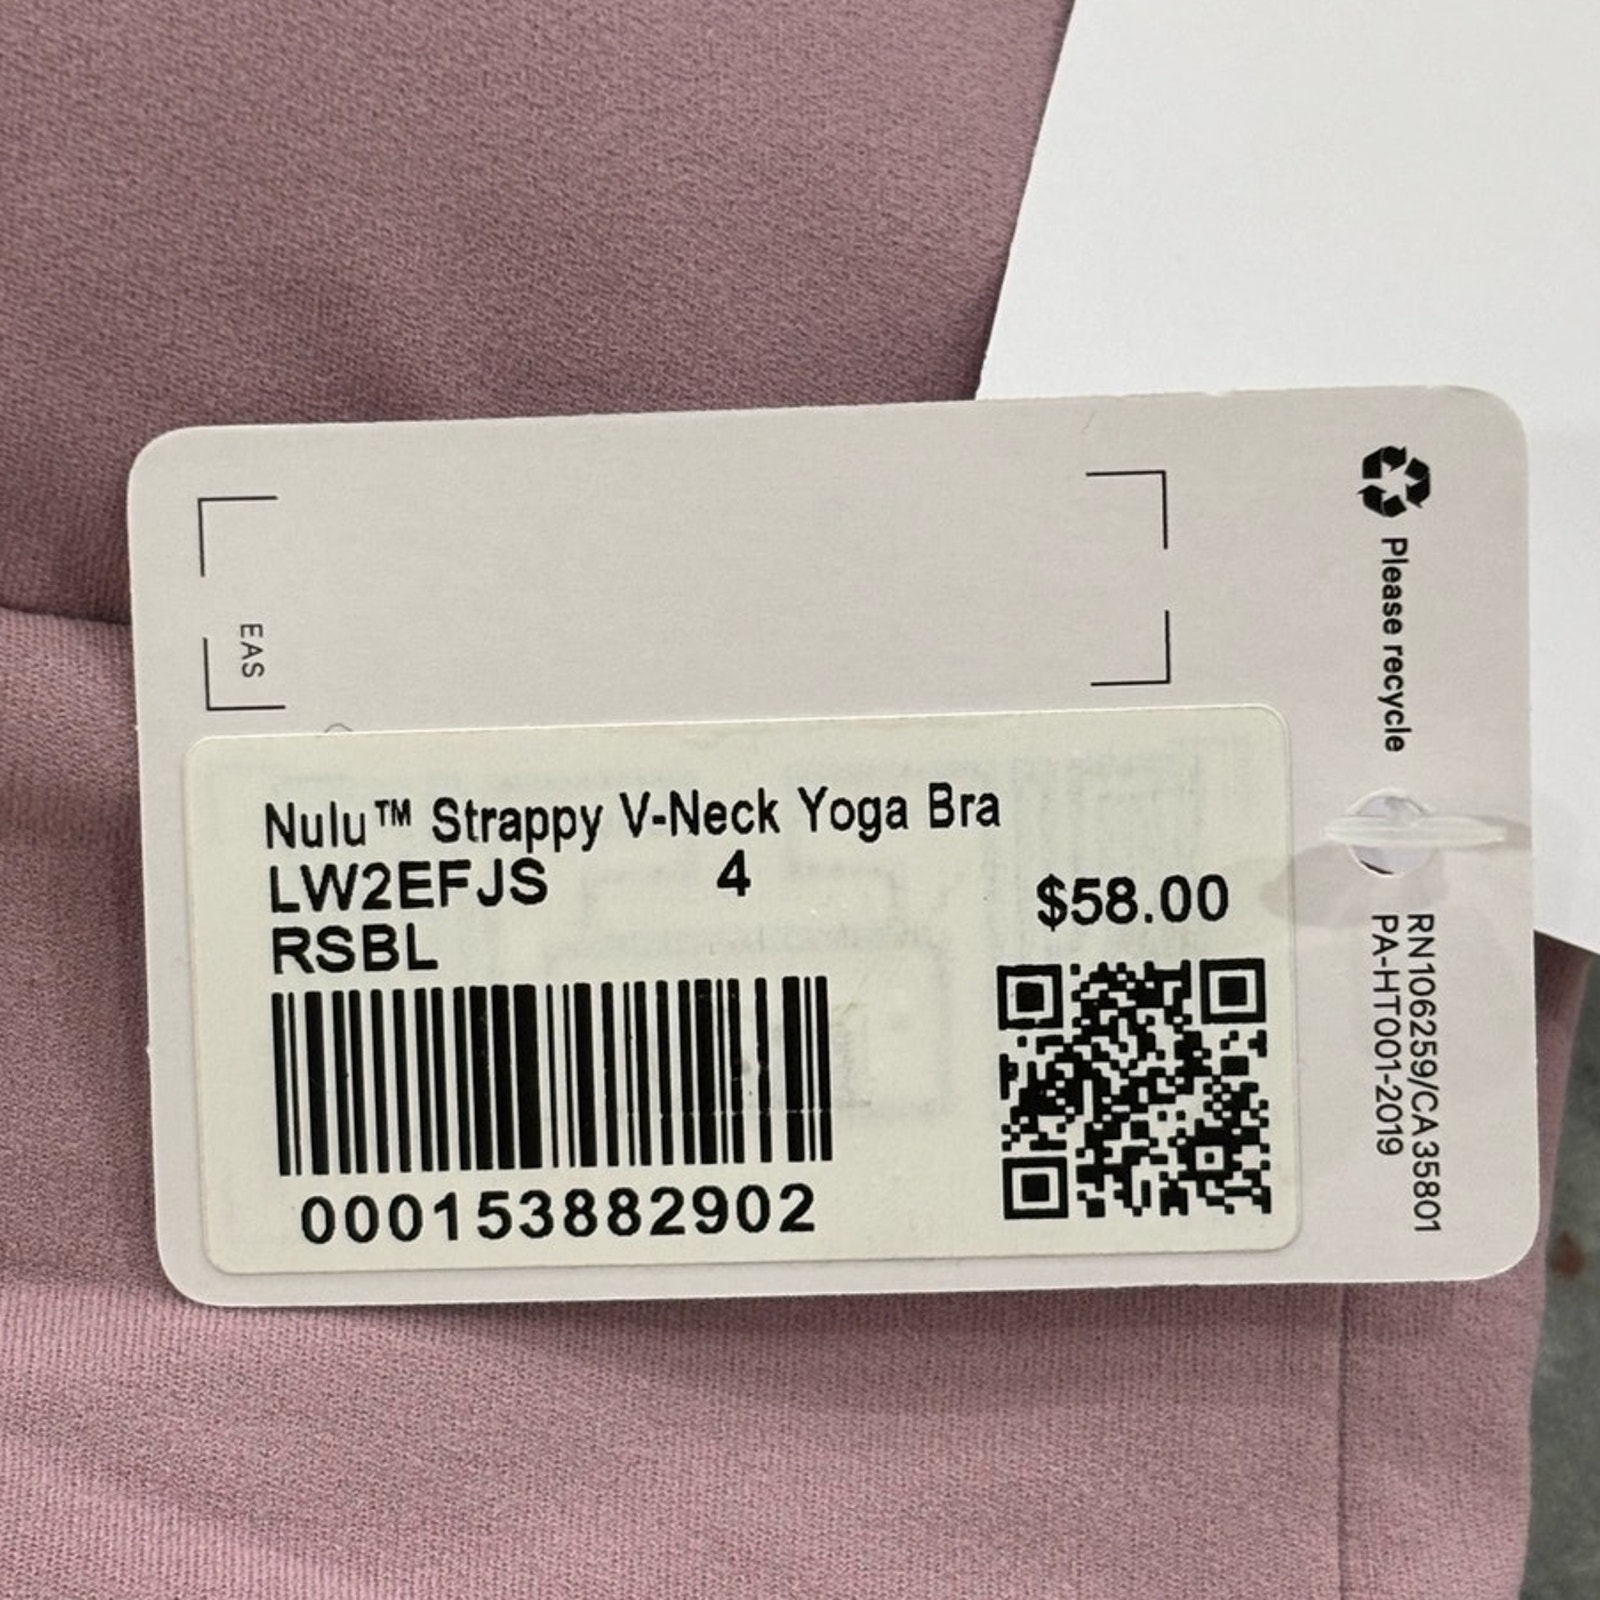 EAS
Please recycle
Nulu™ Strappy V-Neck Yoga Bra
LW2EFJS 4
$58.00
RSBL
000153882902
RN106259/CA35801
PA-HT001-2019